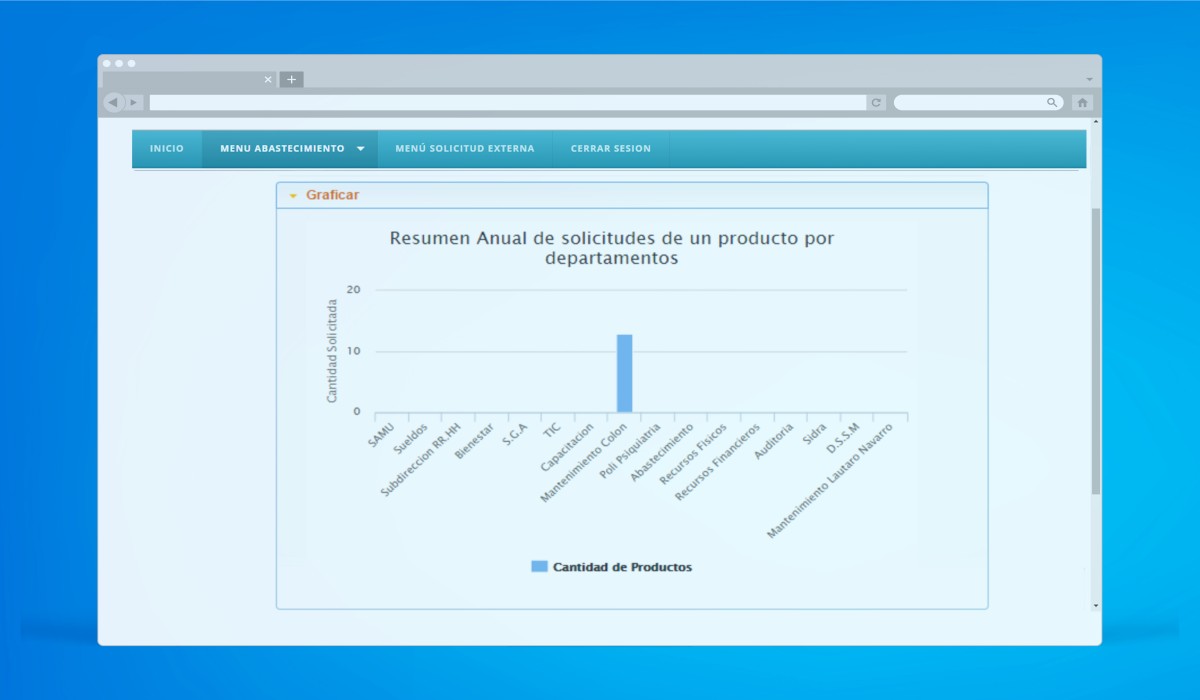 INICIO
MENU ABASTECIMIENTO
MENÚ SOLICITUD EXTERNA
CERRAR SESION
Graficar
Resumen Anual de solicitudes de un producto por
departamentos
Cantidad Solicitada
20
10
0
SAMU
Sueldos
Subdireccion RR.HH
Bienestar
S.G.A
TIC
Capacitacion
Mantenimiento Colon
Poli Psiquiatria
Abastecimiento
Recursos Fisicos
Recursos Financieros
Auditoria
Sidra
D.S.S.M
Mantenimiento Lautaro Navarro
Cantidad de Productos